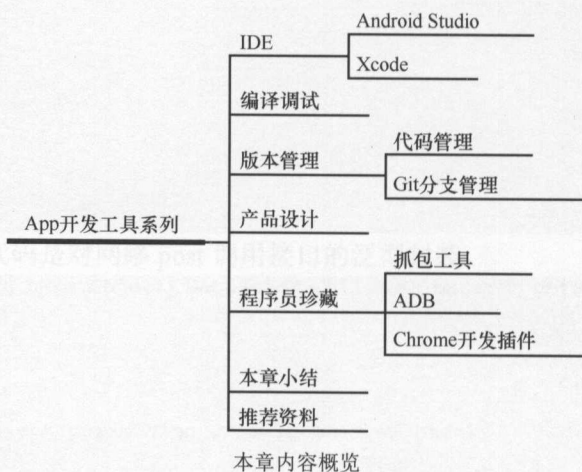 App开发工具系列
IDE
Android Studio
Xcode
编译调试
版本管理
代码管理
Git分支管理
产品设计
程序员珍藏
抓包工具
ADB
Chrome开发插件
本章小结
推荐资料
本章内容概览